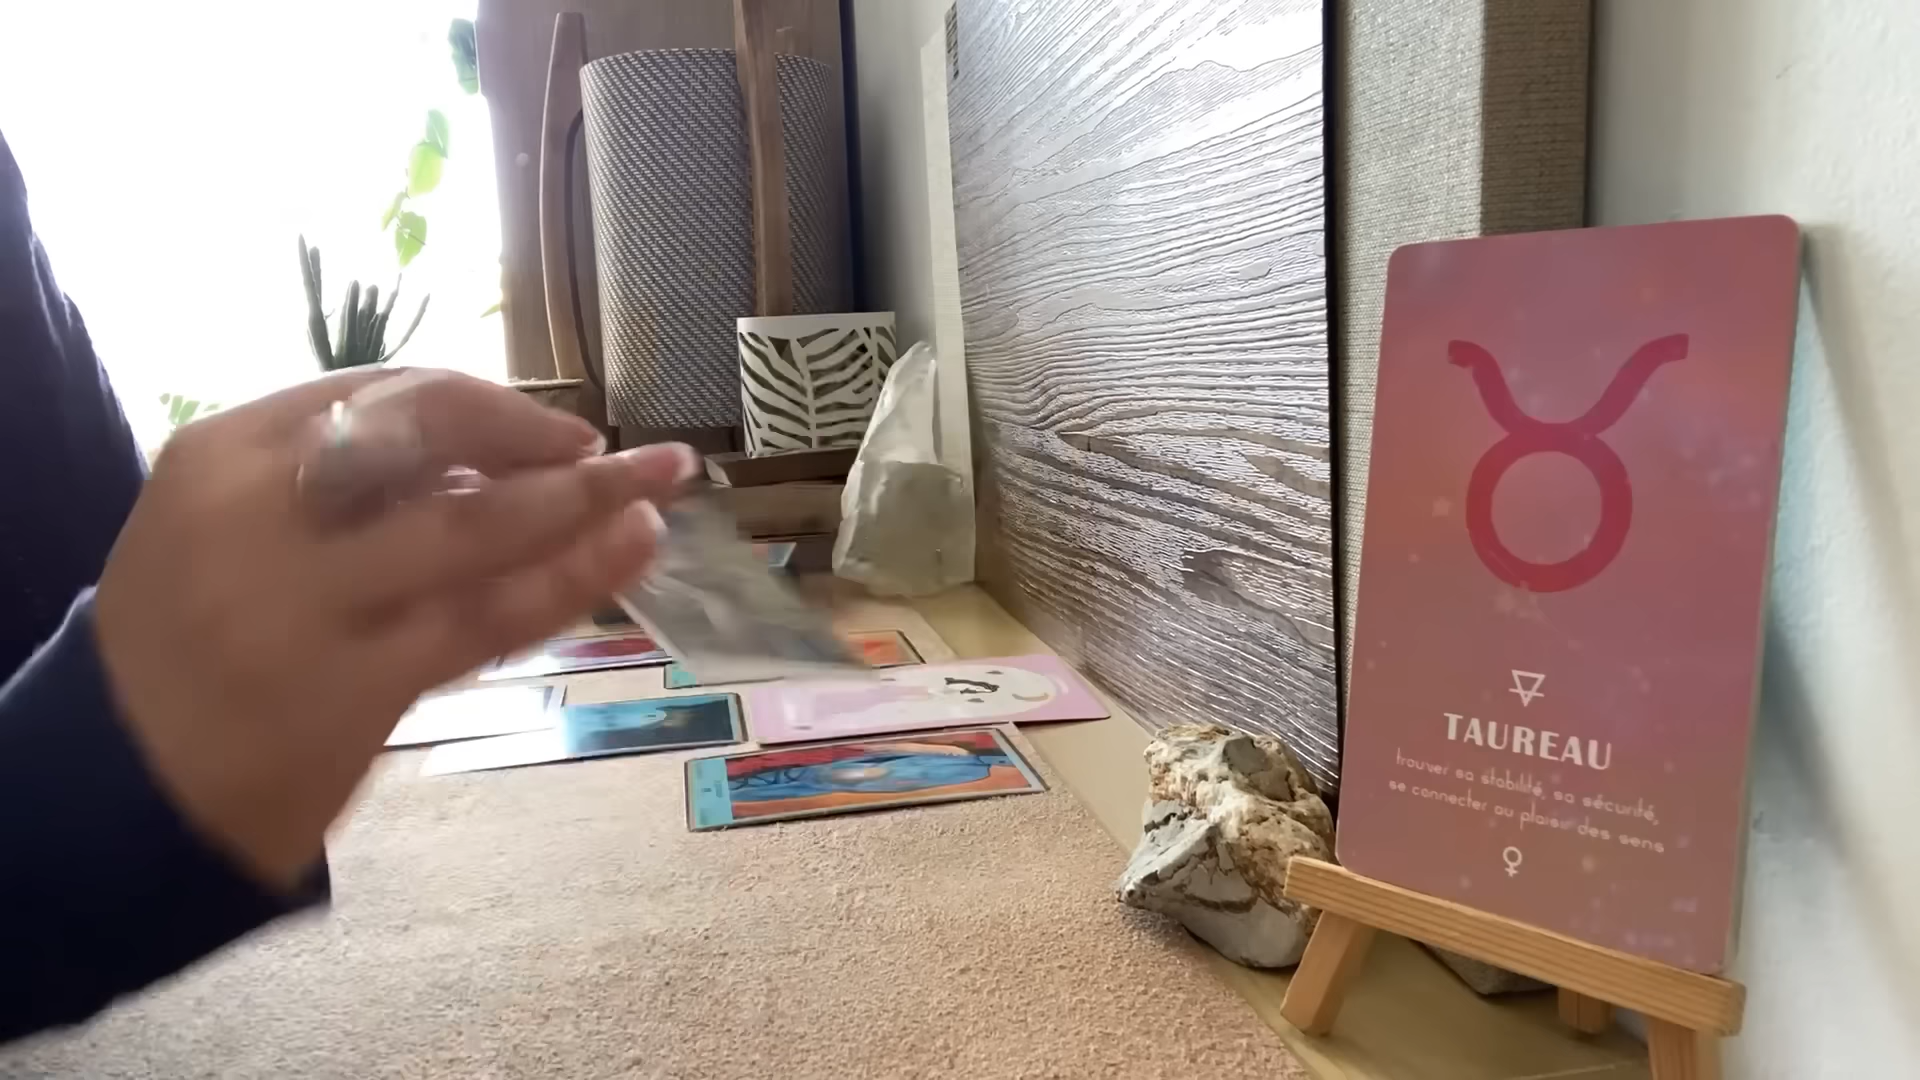 TAUREAU
trouver sa stabilité, sa sécurité,
se connecter au plaisir des sens